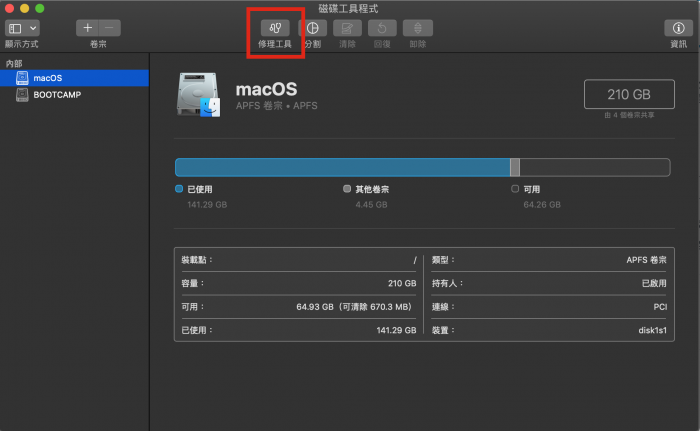 磁碟工具程式
顯示方式
卷宗
修理工具
分割
清除
回復
卸除
資訊
內部
macOS
BOOTCAMP
macOS
APFS 卷宗 • APFS
210 GB
由 4 個卷宗共享
已使用
141.29 GB
其他卷宗
4.45 GB
可用
64.26 GB
裝載點： /
容量： 210 GB
可用： 64.93 GB（可清除 670.3 MB）
已使用： 141.29 GB
類型： APFS 卷宗
持有人： 已啟用
連線： PCI
裝置： disk1s1